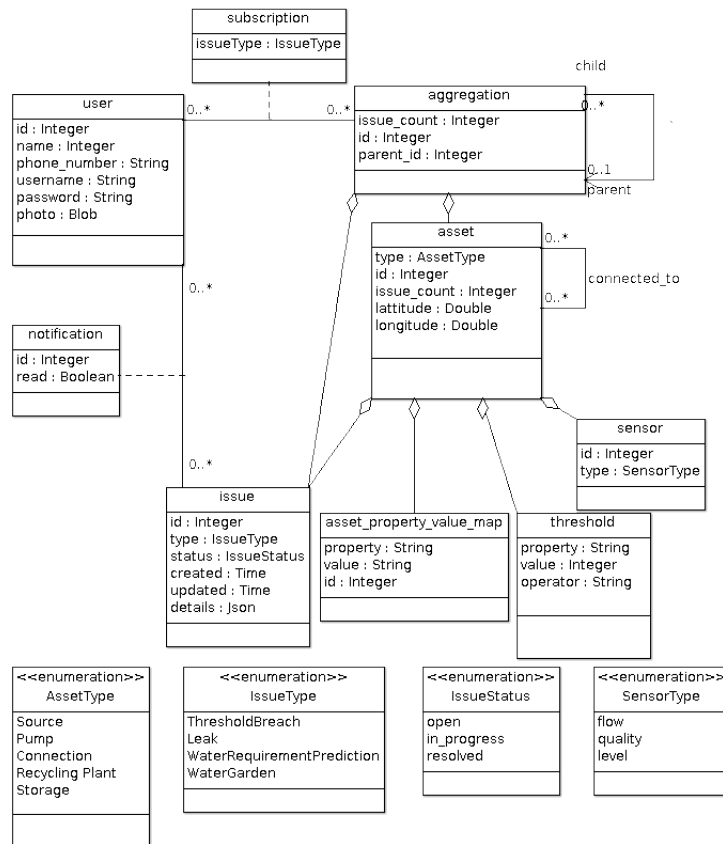 subscription
issueType : IssueType
child
user
id : Integer
name : Integer
phone_number : String
username : String
password : String
photo : Blob
0..*
0..*
aggregation
issue_count : Integer
id : Integer
parent_id : Integer
0..*
0..1
parent
asset
type : AssetType
id : Integer
issue_count : Integer
lattitude : Double
longitude : Double
0..*
connected_to
0..*
0..*
notification
id : Integer
read : Boolean
0..*
sensor
id : Integer
type : SensorType
issue
id : Integer
type : IssueType
status : IssueStatus
created : Time
updated : Time
details : Json
asset_property_value_map
property : String
value : String
id : Integer
threshold
property : String
value : Integer
operator : String
<<enumeration>>
AssetType
Source
Pump
Connection
Recycling Plant
Storage
<<enumeration>>
IssueType
ThresholdBreach
Leak
WaterRequirementPrediction
WaterGarden
<<enumeration>>
IssueStatus
open
in_progress
resolved
<<enumeration>>
SensorType
flow
quality
level